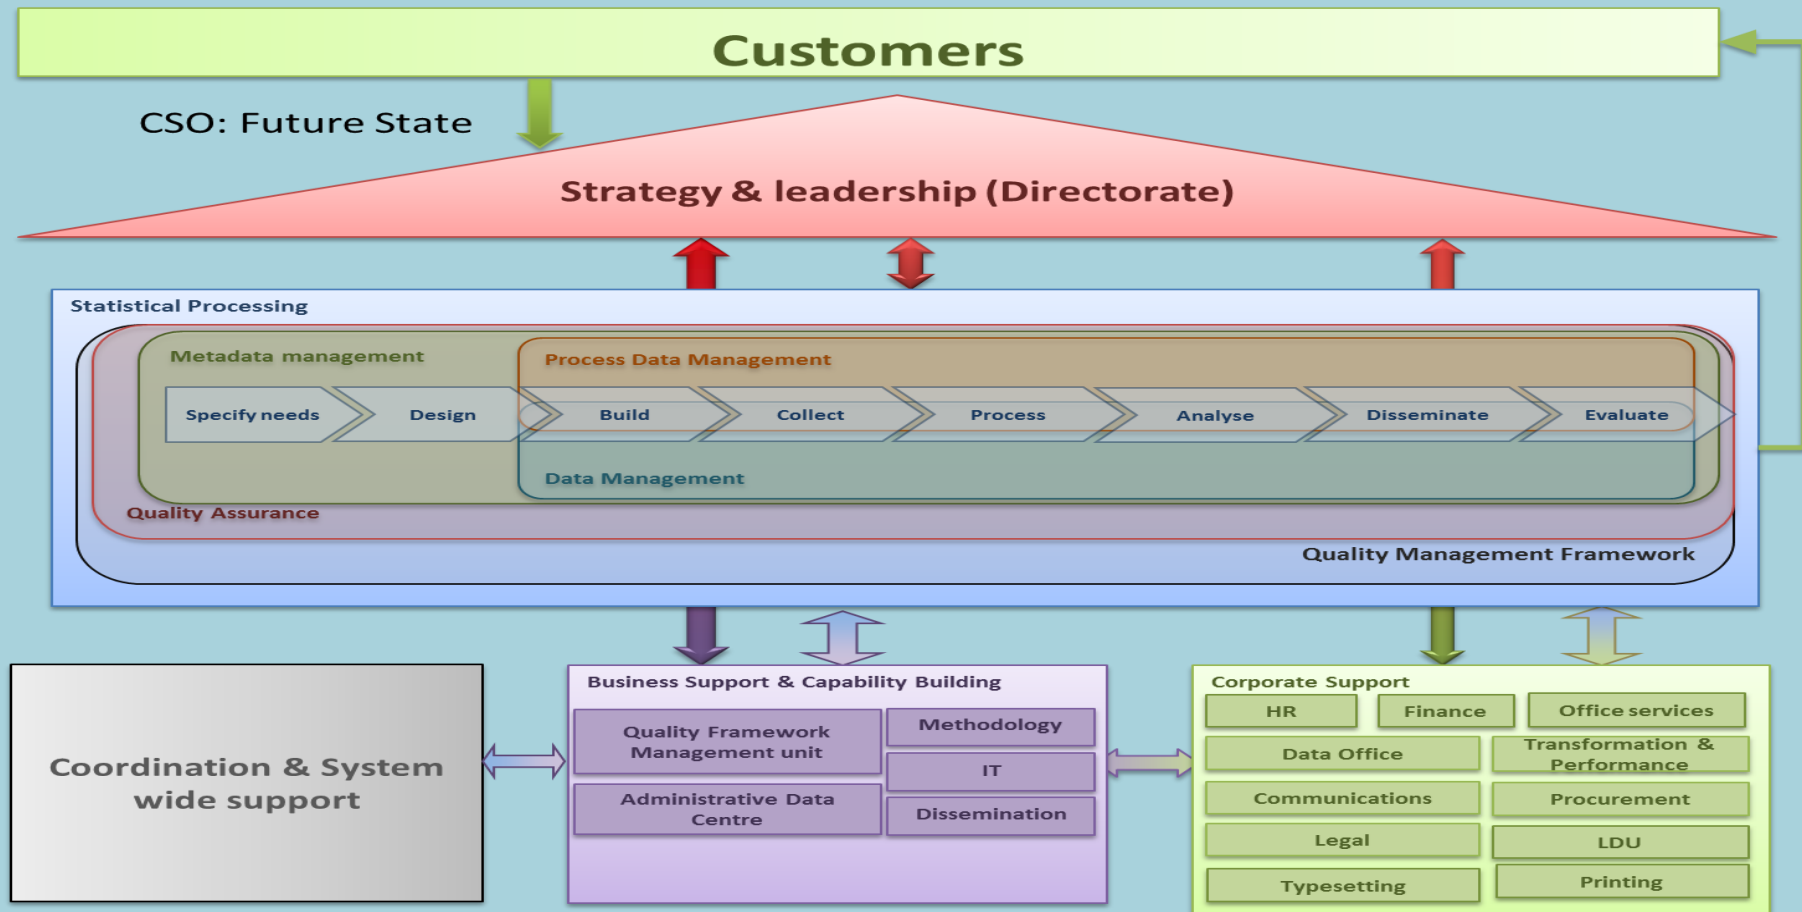 Customers
CSO: Future State
Strategy & leadership (Directorate)
Statistical Processing
Metadata management
Process Data Management
Specify needs
Design
Build
Collect
Process
Analyse
Disseminate
Evaluate
Data Management
Quality Assurance
Quality Management Framework
Coordination & System
wide support
Business Support & Capability Building
Quality Framework
Management unit
Methodology
IT
Administrative Data
Centre
Dissemination
Corporate Support
HR
Finance
Office services
Data Office
Transformation &
Performance
Communications
Procurement
Legal
LDU
Typesetting
Printing